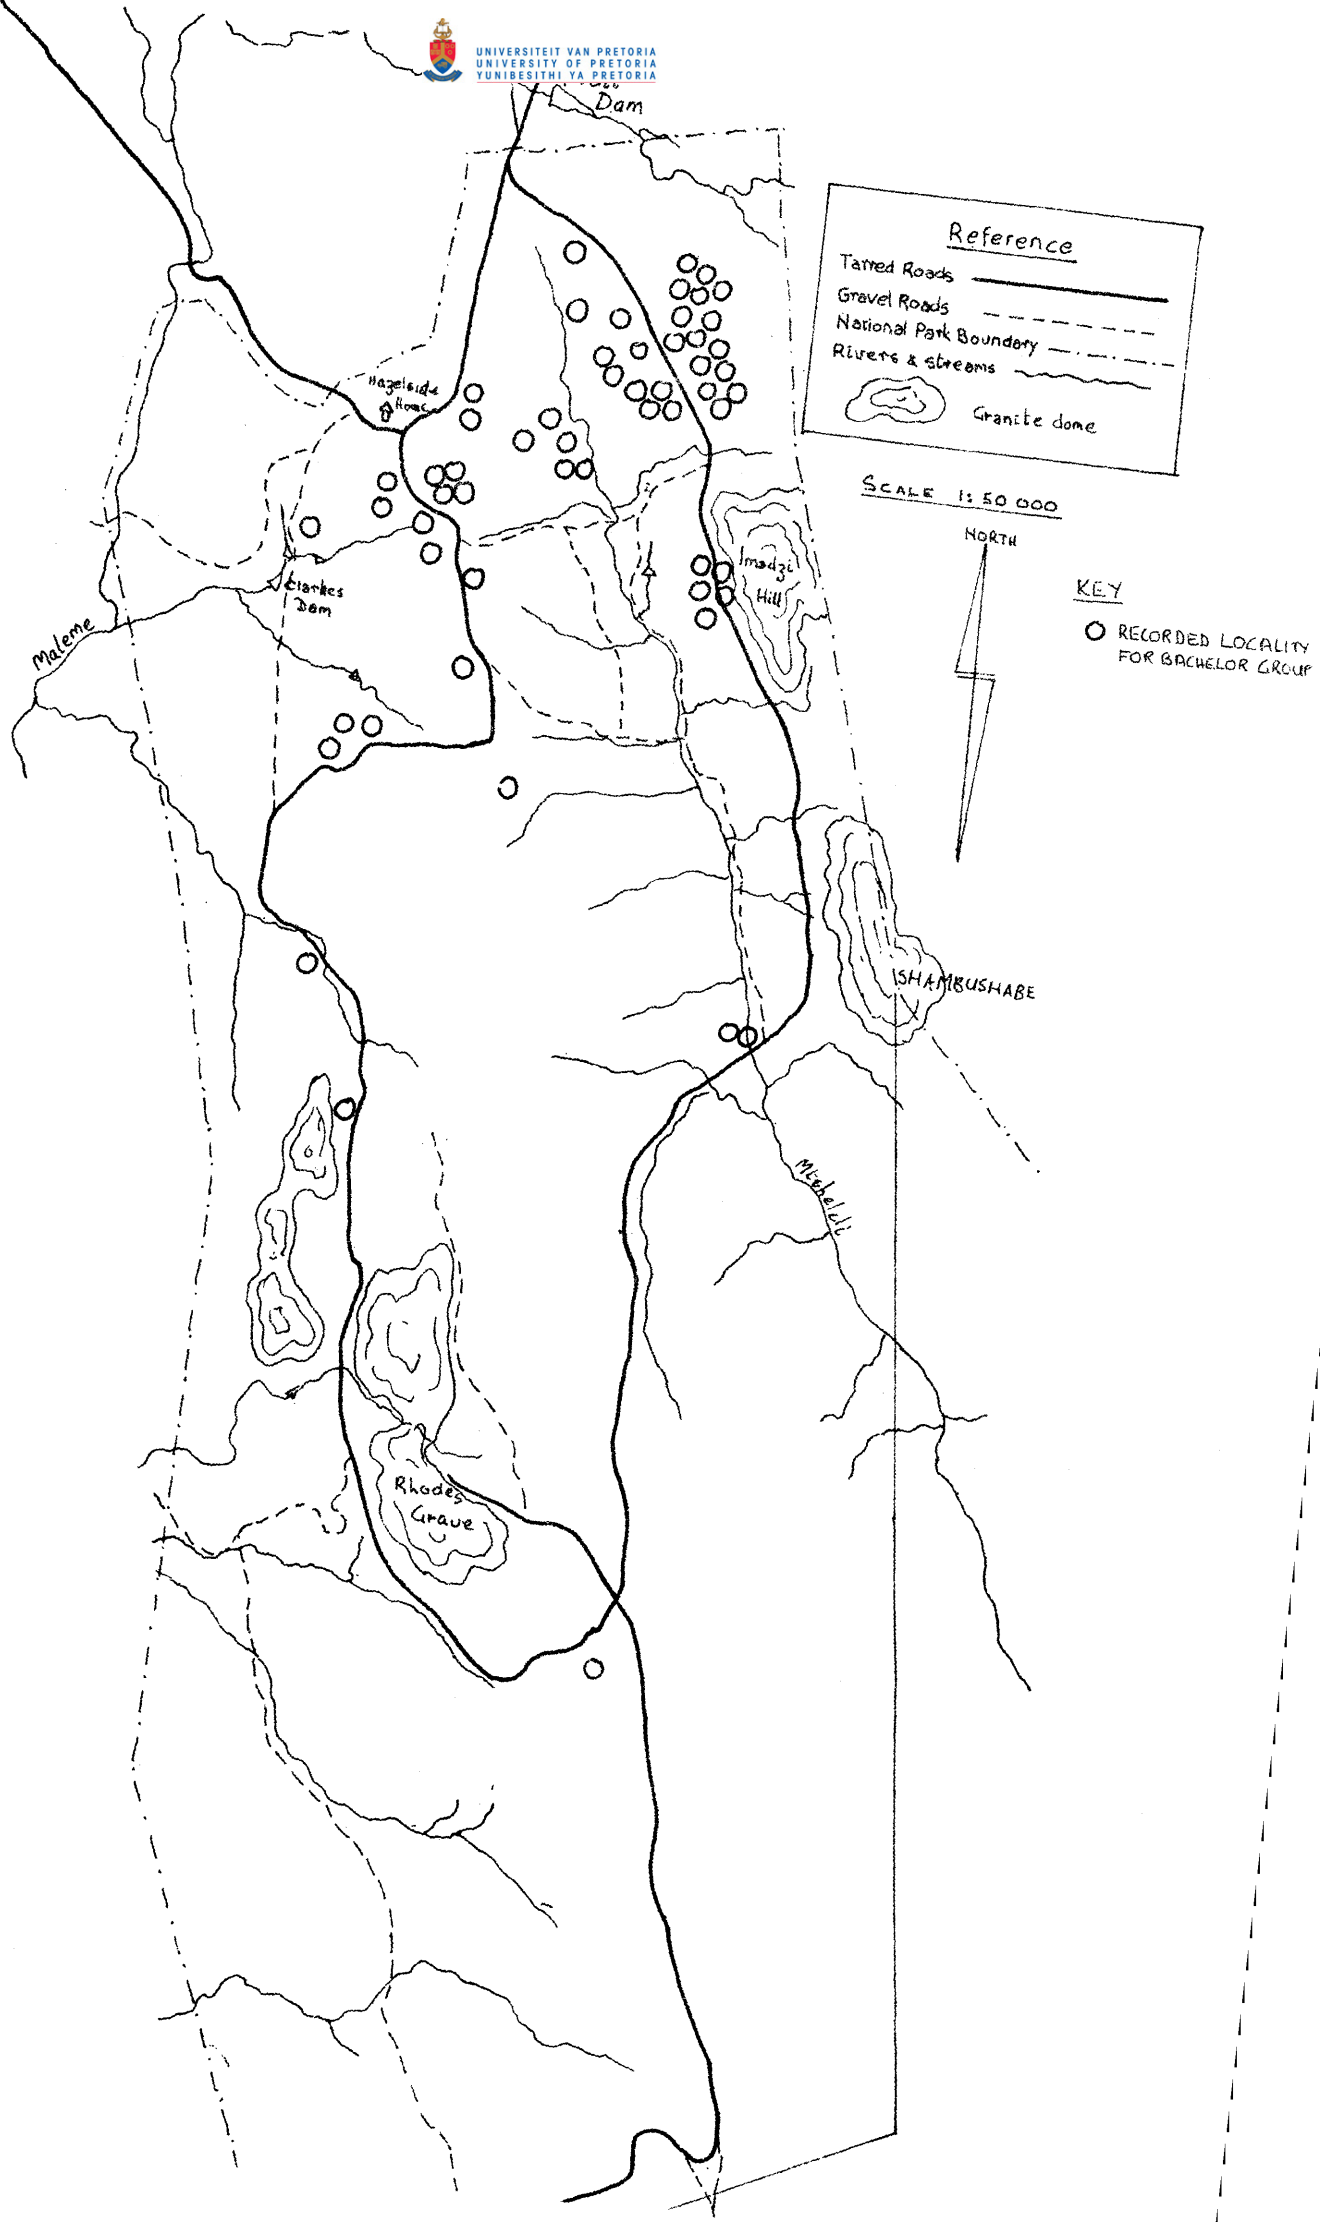 UNIVERSITEIT VAN PRETORIA
UNIVERSITY OF PRETORIA
YUNIBESITHI YA PRETORIA
Dam
Reference
Tarred Roads
Gravel Roads
National Park Boundary
Rivers & streams
Granite dome
SCALE 1:50 000
NORTH
KEY
RECORDED LOCALITY
FOR BACHELOR GROUP
Hazelside
House
Imadzi
Hill
Clarkes
Dam
Maleme
SHAMBUSHABE
Mtsheleli
Rhodes
Grave